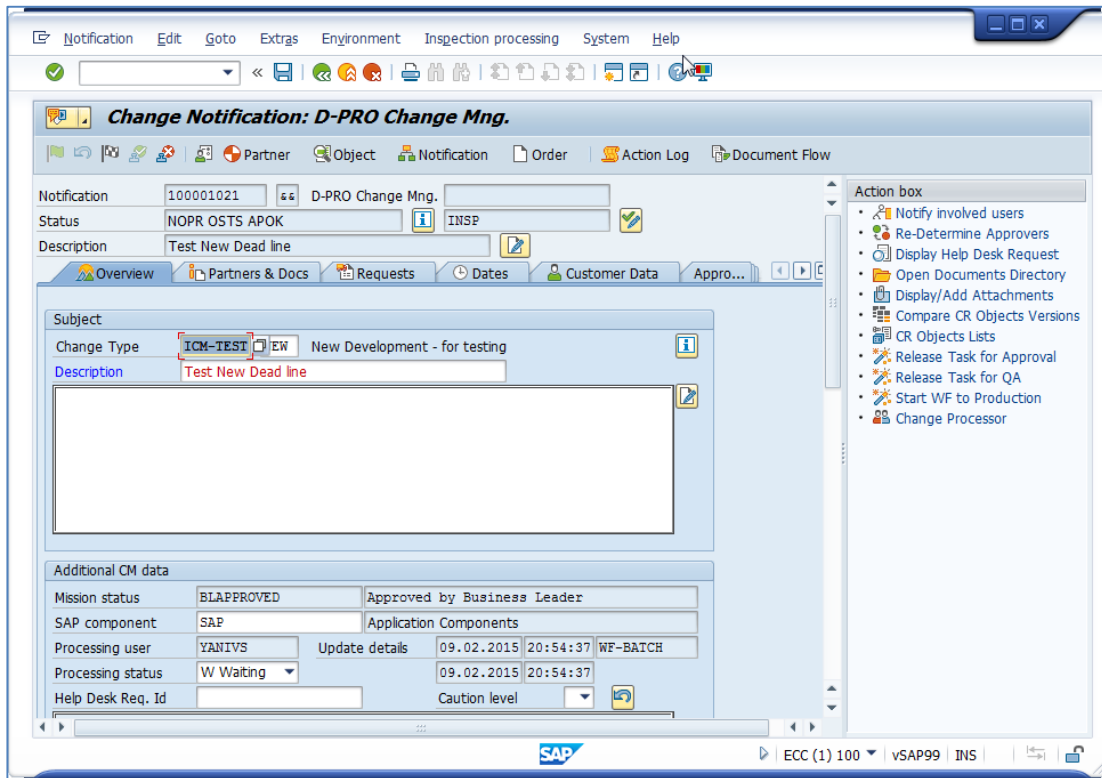 Notification Edit Goto Extras Environment Inspection processing System Help
Change Notification: D-PRO Change Mng.
Partner Object Notification Order Action Log Document Flow
Notification 100001021 && D-PRO Change Mng.
Status NOPR OSTS APOK INSP
Description Test New Dead line
Overview Partners & Docs Requests Dates Customer Data Appro...
Subject
Change Type ICM-TEST EW New Development - for testing
Description Test New Dead line
Additional CM data
Mission status BLAPPROVED Approved by Business Leader
SAP component SAP Application Components
Processing user YANIVS Update details 09.02.2015 20:54:37 WF-BATCH
Processing status W Waiting 09.02.2015 20:54:37
Help Desk Req. Id Caution level
Action box
Notify involved users
Re-Determine Approvers
Display Help Desk Request
Open Documents Directory
Display/Add Attachments
Compare CR Objects Versions
CR Objects Lists
Release Task for Approval
Release Task for QA
Start WF to Production
Change Processor
SAP ECC (1) 100 vSAP99 INS